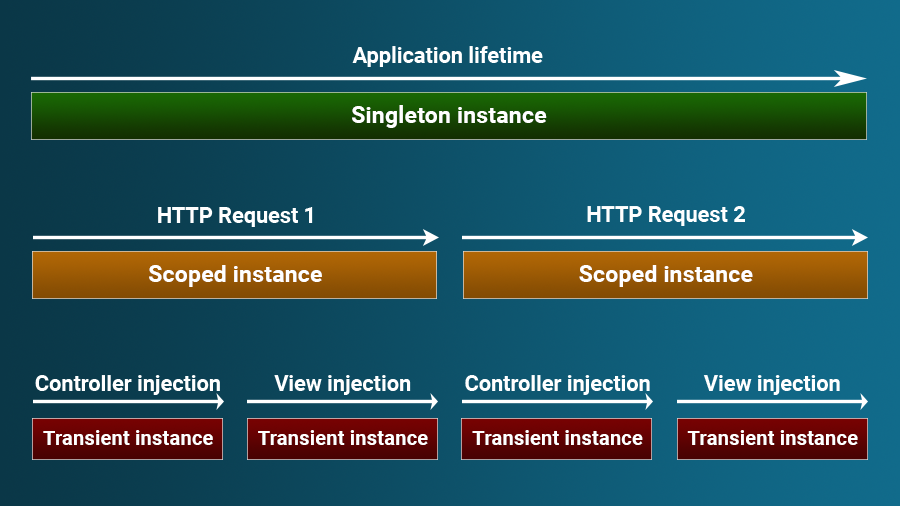 Application lifetime
Singleton instance
HTTP Request 1
HTTP Request 2
Scoped instance
Scoped instance
Controller injection
View injection
Controller injection
View injection
Transient instance
Transient instance
Transient instance
Transient instance